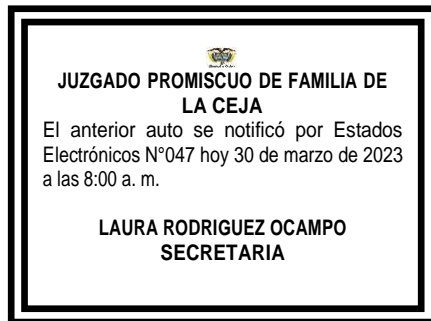 JUZGADO PROMISCUO DE FAMILIA DE
LA CEJA
El anterior auto se notificó por Estados
Electrónicos N°047 hoy 30 de marzo de 2023
a las 8:00 a. m.
LAURA RODRIGUEZ OCAMPO
SECRETARIA